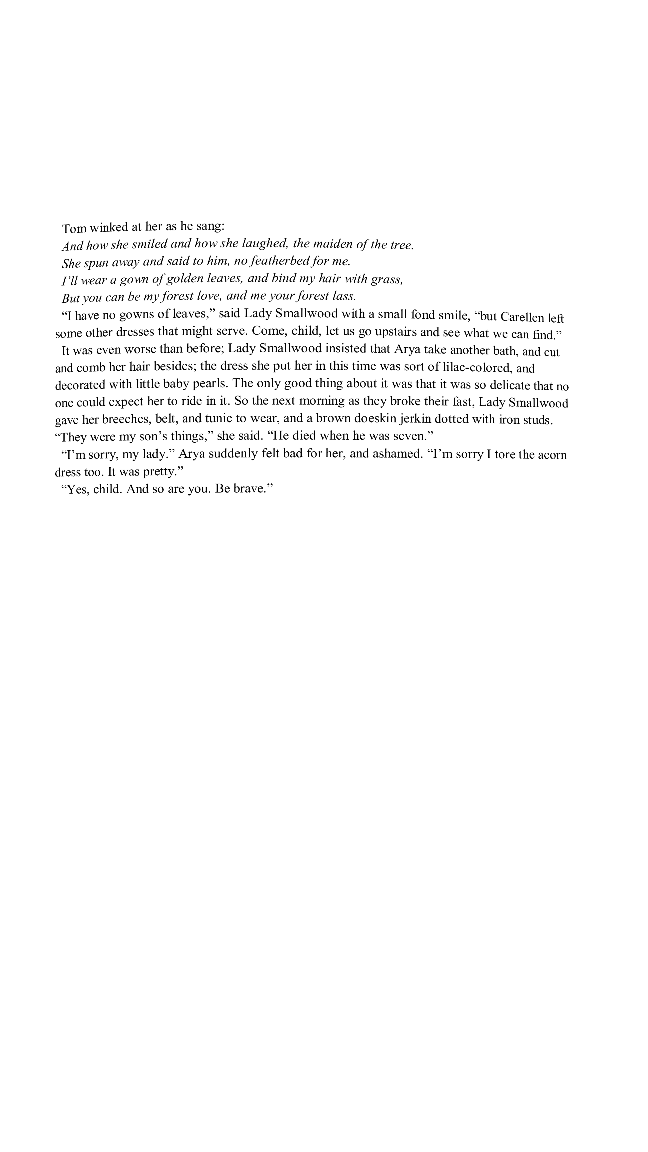 Tom winked at her as he sang:
And how she smiled and how she laughed, the maiden of the tree.
She spun away and said to him, no featherbed for me.
I'll wear a gown of golden leaves, and bind my hair with grass,
But you can be my forest love, and me your forest lass.
“I have no gowns of leaves,” said Lady Smallwood with a small fond smile, “but Carellen left
some other dresses that might serve. Come, child, let us go upstairs and see what we can find.”
It was even worse than before; Lady Smallwood insisted that Arya take another bath, and cut
and comb her hair besides; the dress she put her in this time was sort of lilac-colored, and
decorated with little baby pearls. The only good thing about it was that it was so delicate that no
one could expect her to ride in it. So the next morning as they broke their fast, Lady Smallwood
gave her breeches, belt, and tunic to wear, and a brown doeskin jerkin dotted with iron studs.
“They were my son's things,” she said. “He died when he was seven.”
“I'm sorry, my lady.” Arya suddenly felt bad for her, and ashamed. “I'm sorry I tore the acorn
dress too. It was pretty.”
“Yes, child. And so are you. Be brave.”